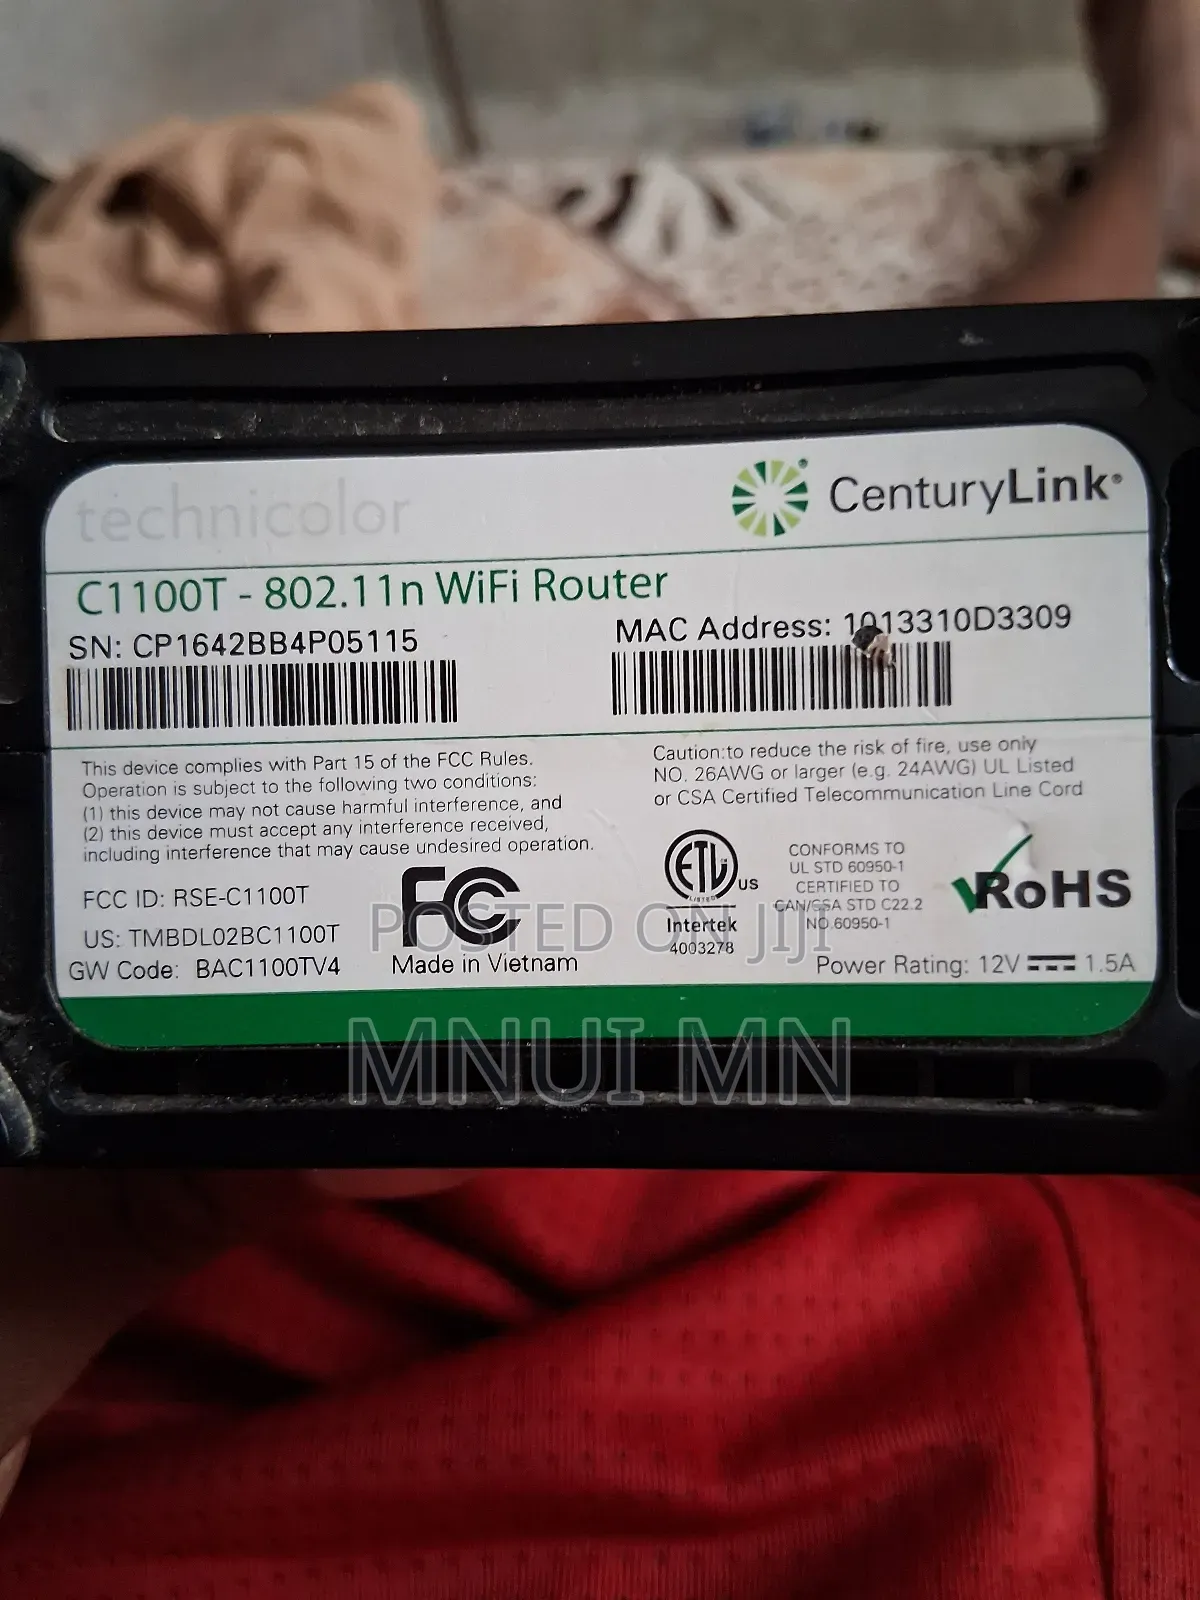 technicolor
CenturyLink®
C1100T - 802.11n WiFi Router
SN: CP1642BB4P05115
MAC Address: 1013310D3309
This device complies with Part 15 of the FCC Rules.
Operation is subject to the following two conditions:
(1) this device may not cause harmful interference, and
(2) this device must accept any interference received,
including interference that may cause undesired operation.
Caution:to reduce the risk of fire, use only
NO. 26AWG or larger (e.g. 24AWG) UL Listed
or CSA Certified Telecommunication Line Cord
FCC ID: RSE-C1100T
US: TMBDL02BC1100T
GW Code: BAC1100TV4
FC
Made in Vietnam
ETL
LISTED
US
Intertek
4003278
CONFORMS TO
UL STD 60950-1
CERTIFIED TO
CAN/CSA STD C22.2
NO.60950-1
RoHS
Power Rating: 12V 1.5A
POSTED ON JIJI
MNUI MN